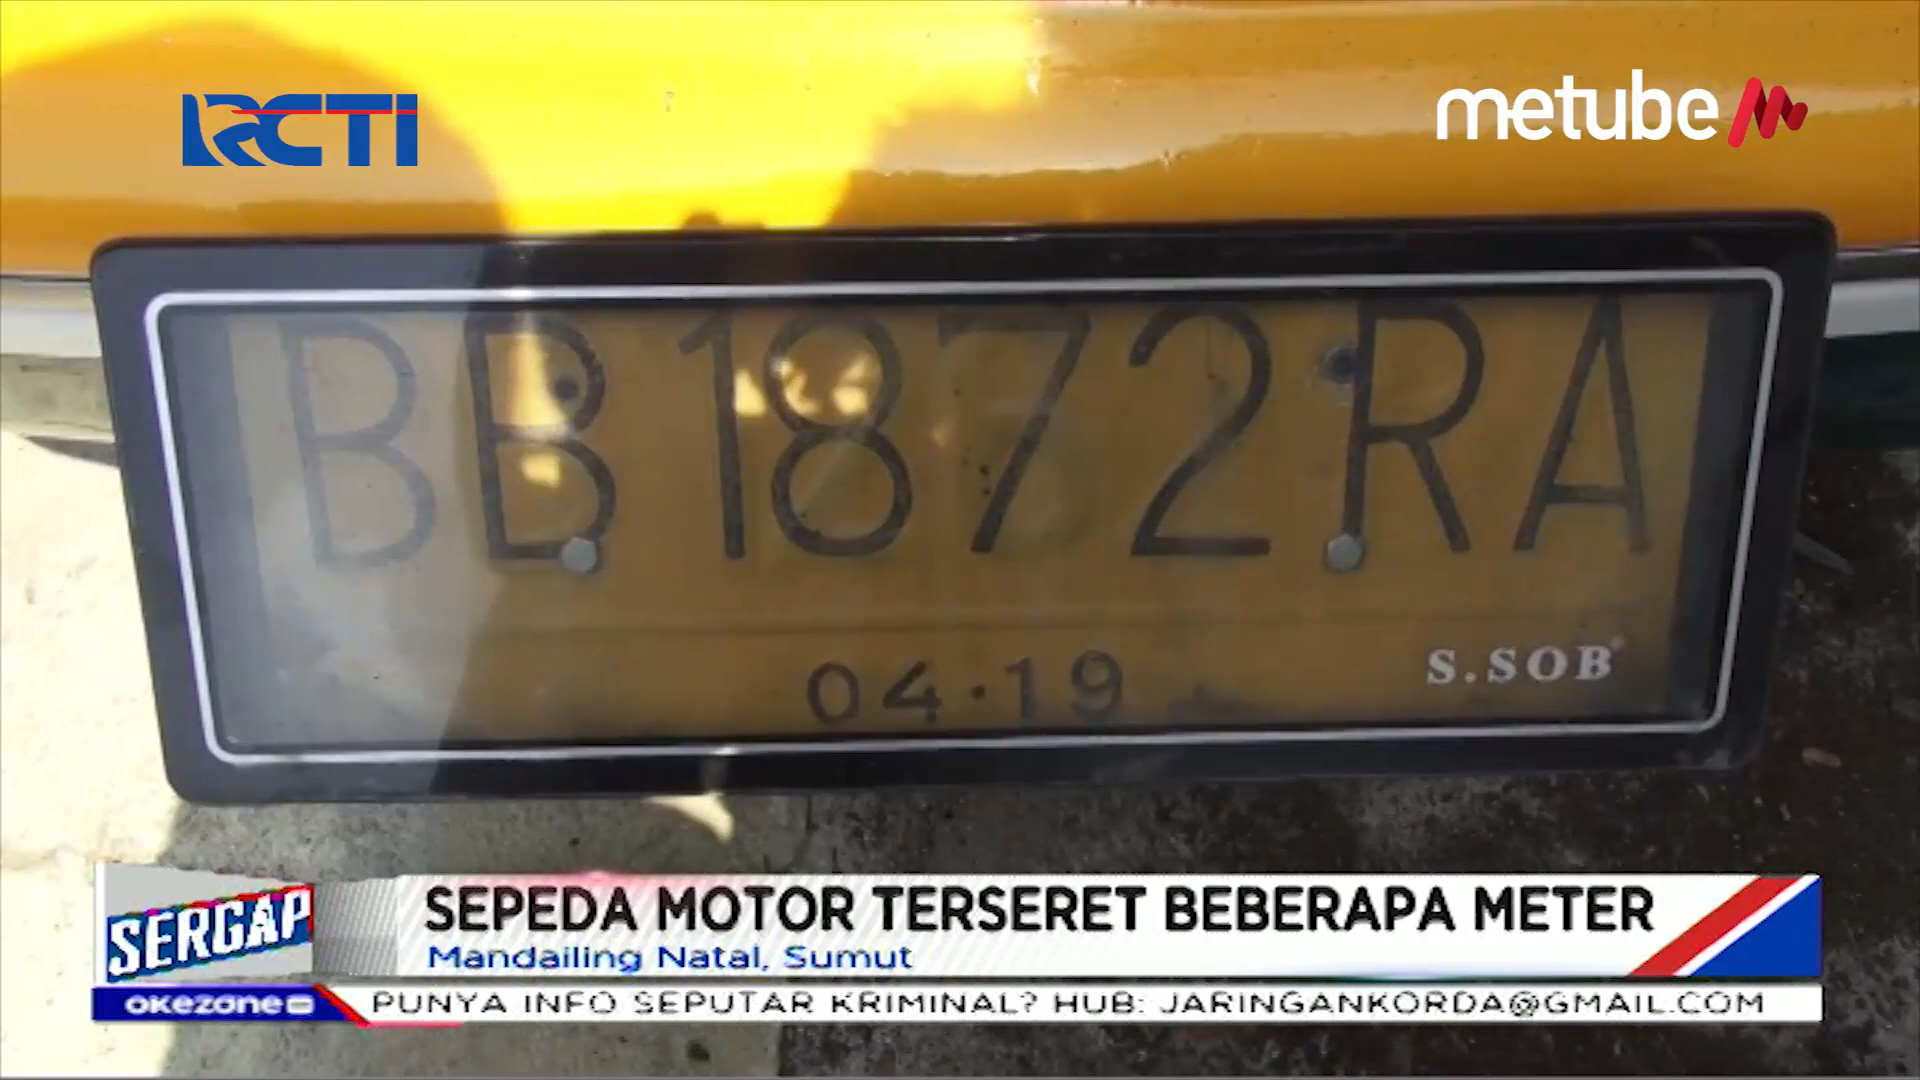 RCTI
metube
BB 1872 RA
04·19
S.SOB
SERGAP
SEPEDA MOTOR TERSERET BEBERAPA METER
Mandailing Natal, Sumut
okezone
PUNYA INFO SEPUTAR KRIMINAL? HUB: JARINGANKORDA@GMAIL.COM